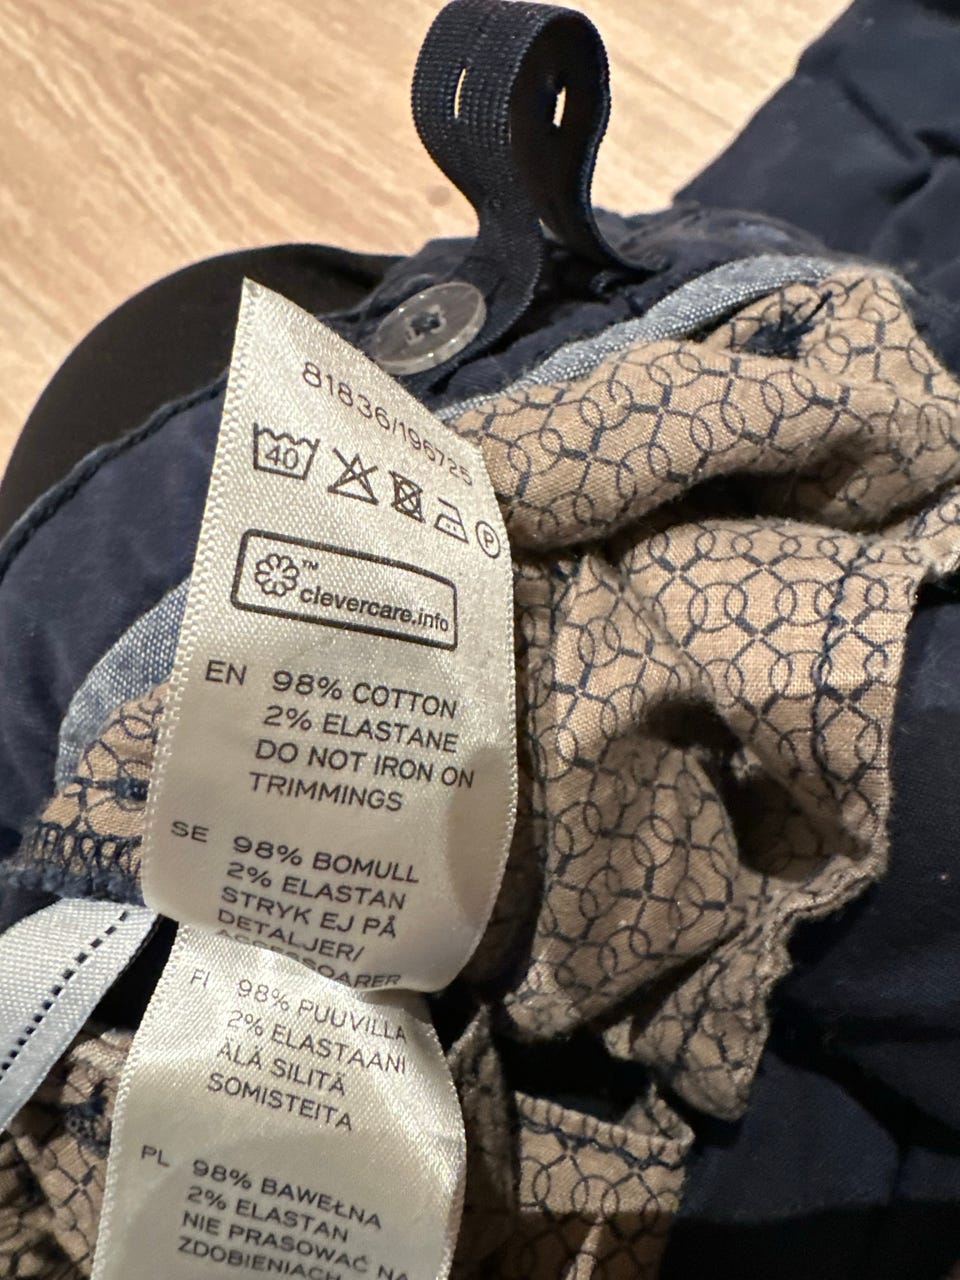 81836/196725
40
P
™
clevercare.info
EN 98% COTTON
2% ELASTANE
DO NOT IRON ON
TRIMMINGS
SE 98% BOMULL
2% ELASTAN
STRYK EJ PÅ
DETALJER/
ACCESSOARER
FI 98% PUUVILLA
2% ELASTAANI
ÄLÄ SILITÄ
SOMISTEITA
PL 98% BAWEŁNA
2% ELASTAN
NIE PRASOWAĆ NA
ZDOBIENIACH